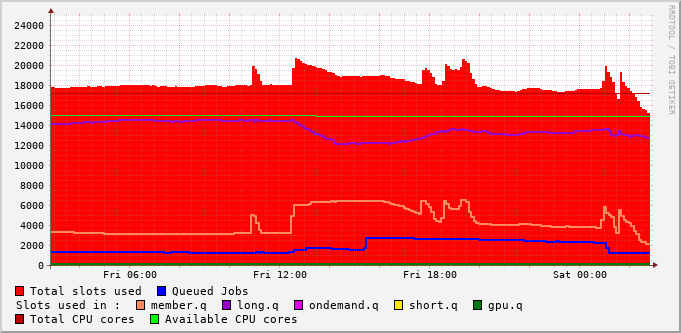 RRDTOOL / TOBI OETIKER
24000
22000
20000
18000
16000
14000
12000
10000
8000
6000
4000
2000
0
Fri 06:00 Fri 12:00 Fri 18:00 Sat 00:00
Total slots used Queued Jobs
Slots used in : member.q long.q ondemand.q short.q gpu.q
Total CPU cores Available CPU cores